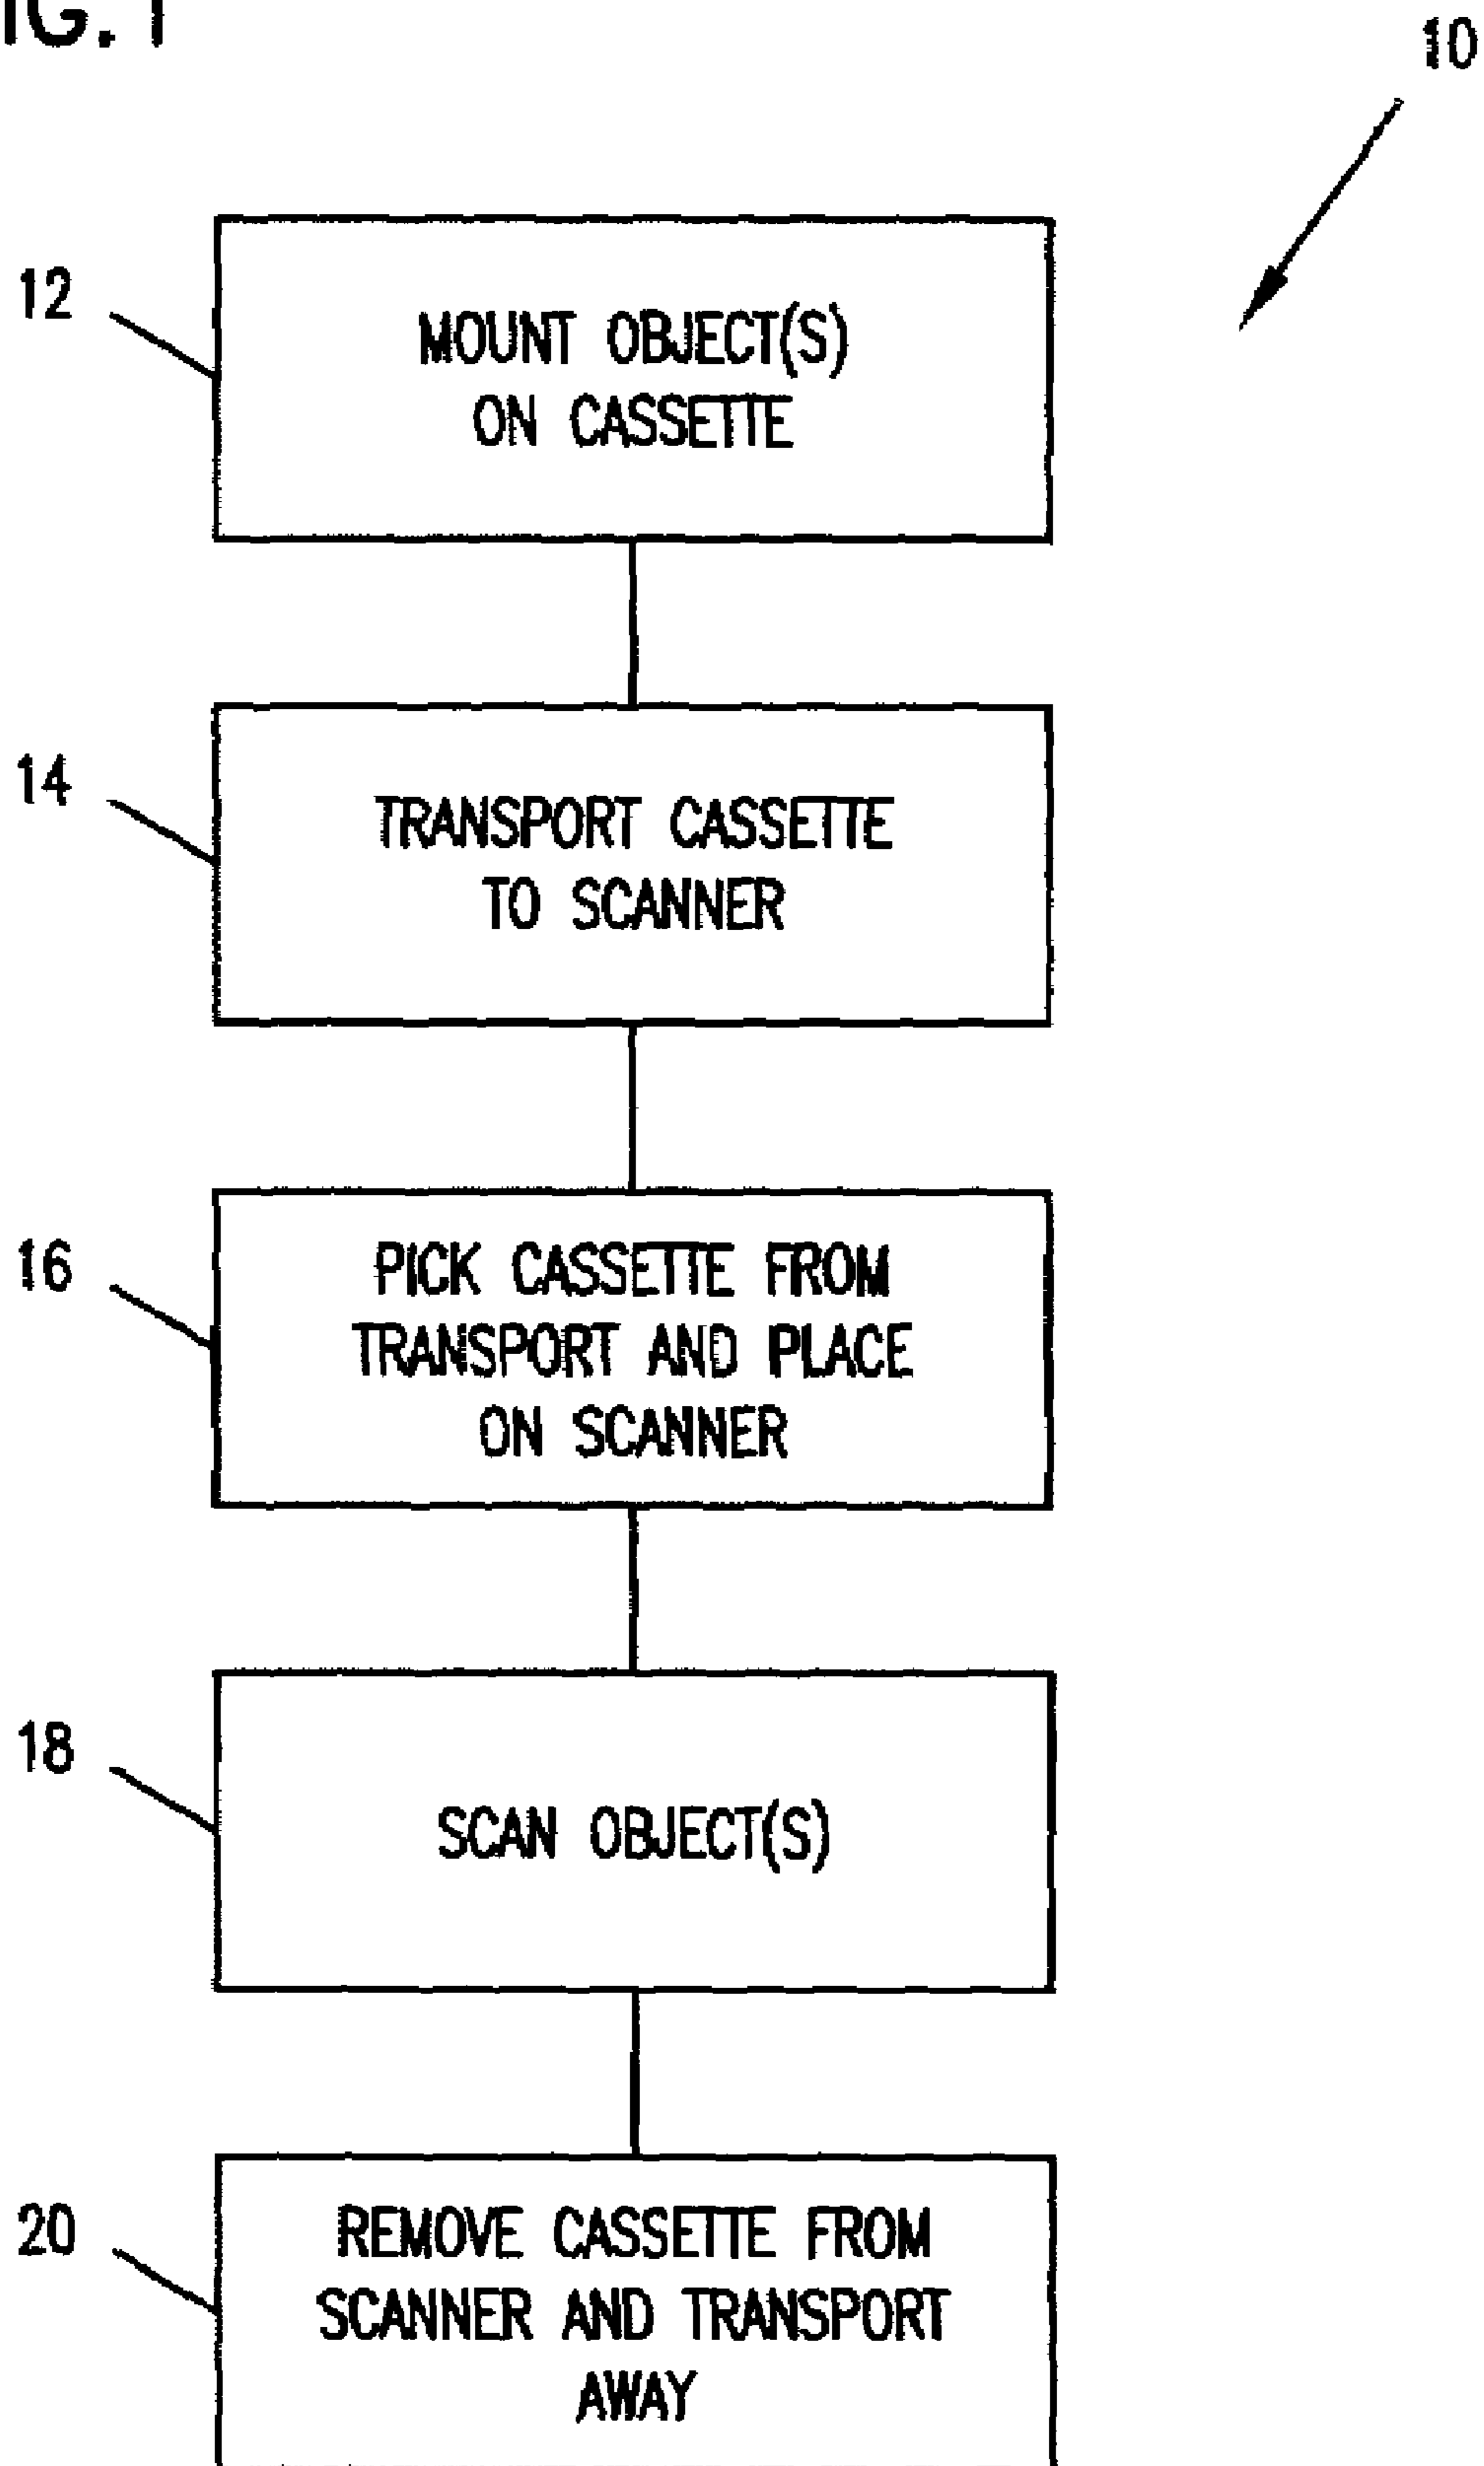 IG. 1
10
12
MOUNT OBJECT(S)
ON CASSETTE
14
TRANSPORT CASSETTE
TO SCANNER
16
PICK CASSETTE FROM
TRANSPORT AND PLACE
ON SCANNER
18
SCAN OBJECT(S)
20
REMOVE CASSETTE FROM
SCANNER AND TRANSPORT
AWAY